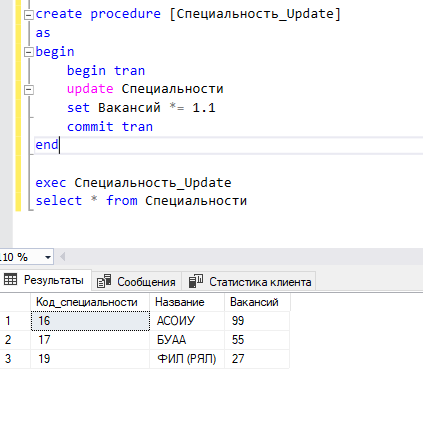 create procedure [Специальность_Update]
as
begin
begin tran
update Специальности
set Вакансий *= 1.1
commit tran
end
exec Специальность_Update
select * from Специальности
110 %
Результаты Сообщения Статистика клиента
Код_специальности Название Вакансий
1 16 АСОИУ 99
2 17 БУАА 55
3 19 ФИЛ (РЯЛ) 27